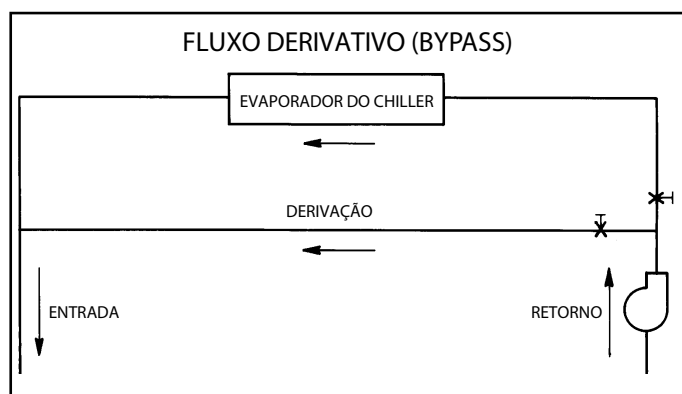 FLUXO DERIVATIVO (BYPASS)
EVAPORADOR DO CHILLER
DERIVAÇÃO
ENTRADA
RETORNO